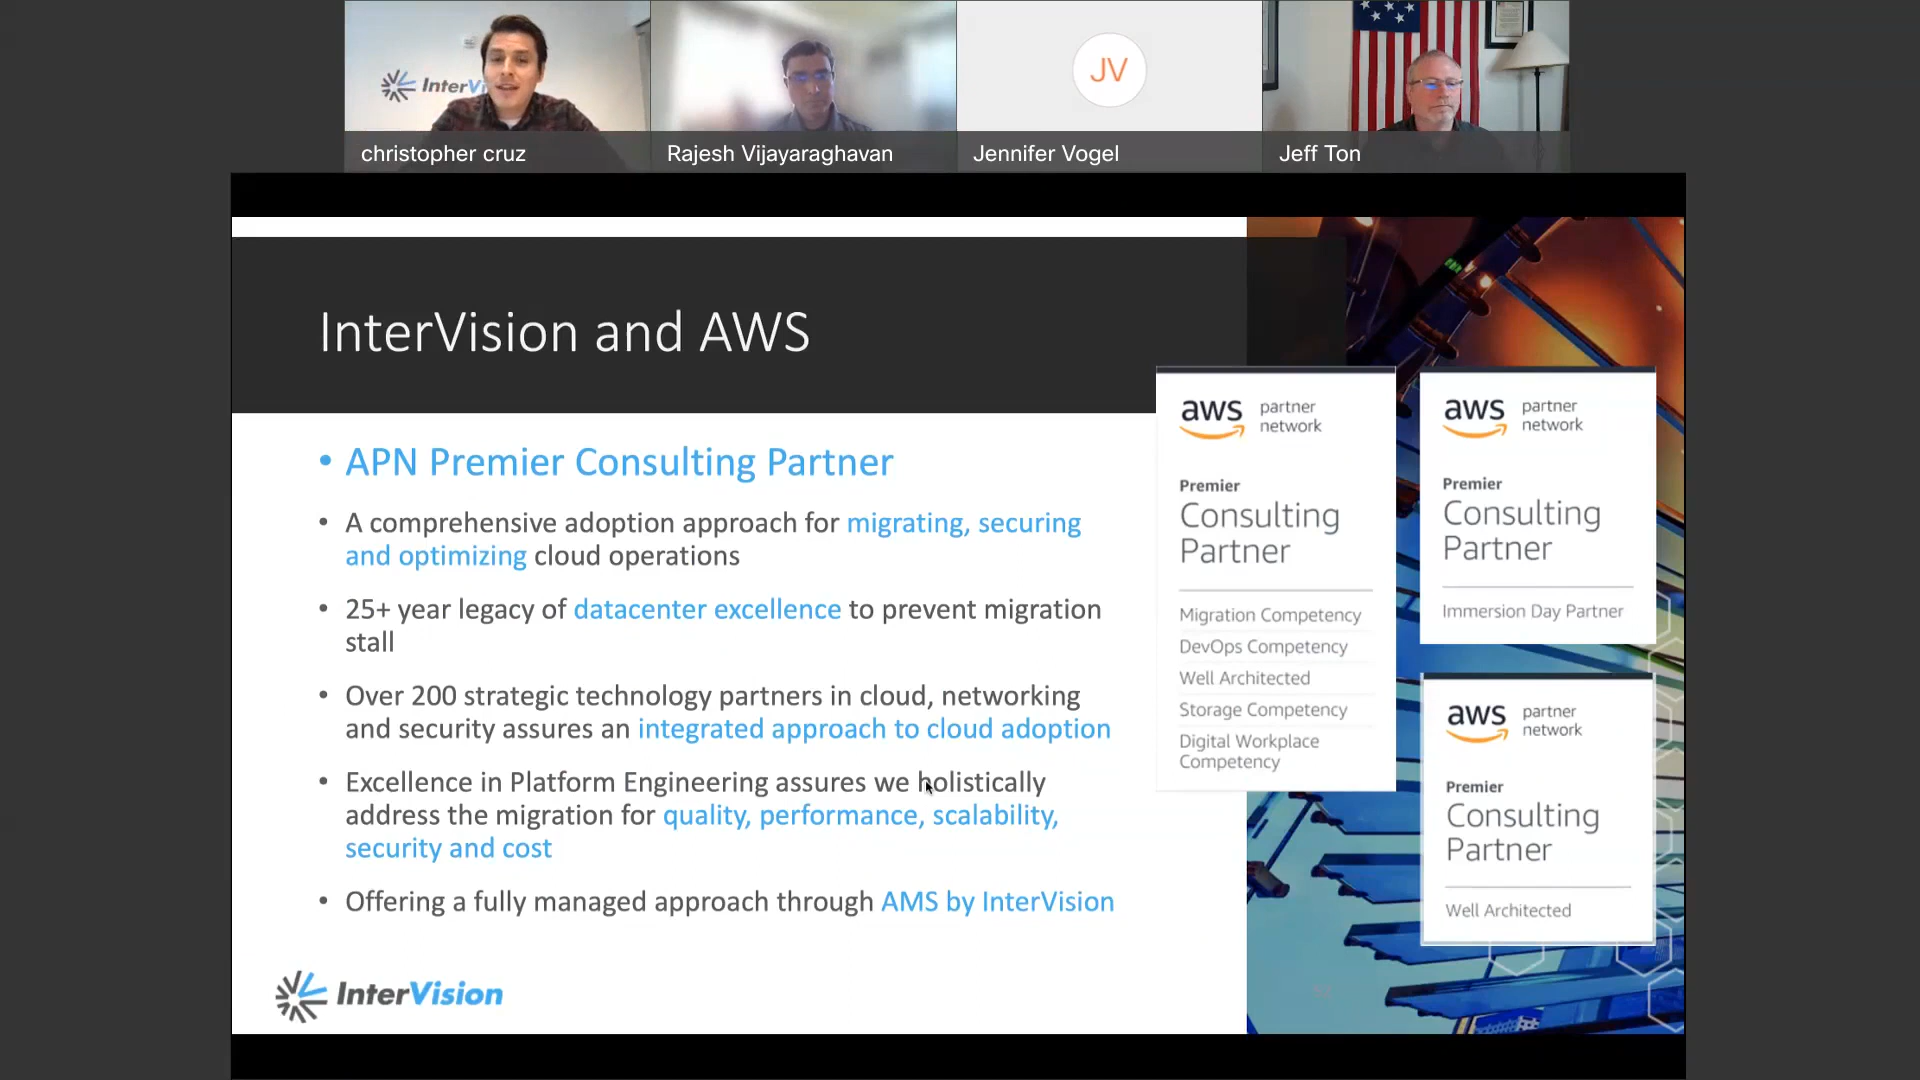 InterVi
JV
christopher cruz
Rajesh Vijayaraghavan
Jennifer Vogel
Jeff Ton
InterVision and AWS
• APN Premier Consulting Partner
• A comprehensive adoption approach for migrating, securing
and optimizing cloud operations
• 25+ year legacy of datacenter excellence to prevent migration
stall
• Over 200 strategic technology partners in cloud, networking
and security assures an integrated approach to cloud adoption
• Excellence in Platform Engineering assures we holistically
address the migration for quality, performance, scalability,
security and cost
• Offering a fully managed approach through AMS by InterVision
InterVision
aws partner
network
Premier
Consulting
Partner
Migration Competency
DevOps Competency
Well Architected
Storage Competency
Digital Workplace
Competency
aws partner
network
Premier
Consulting
Partner
Immersion Day Partner
aws partner
network
Premier
Consulting
Partner
Well Architected